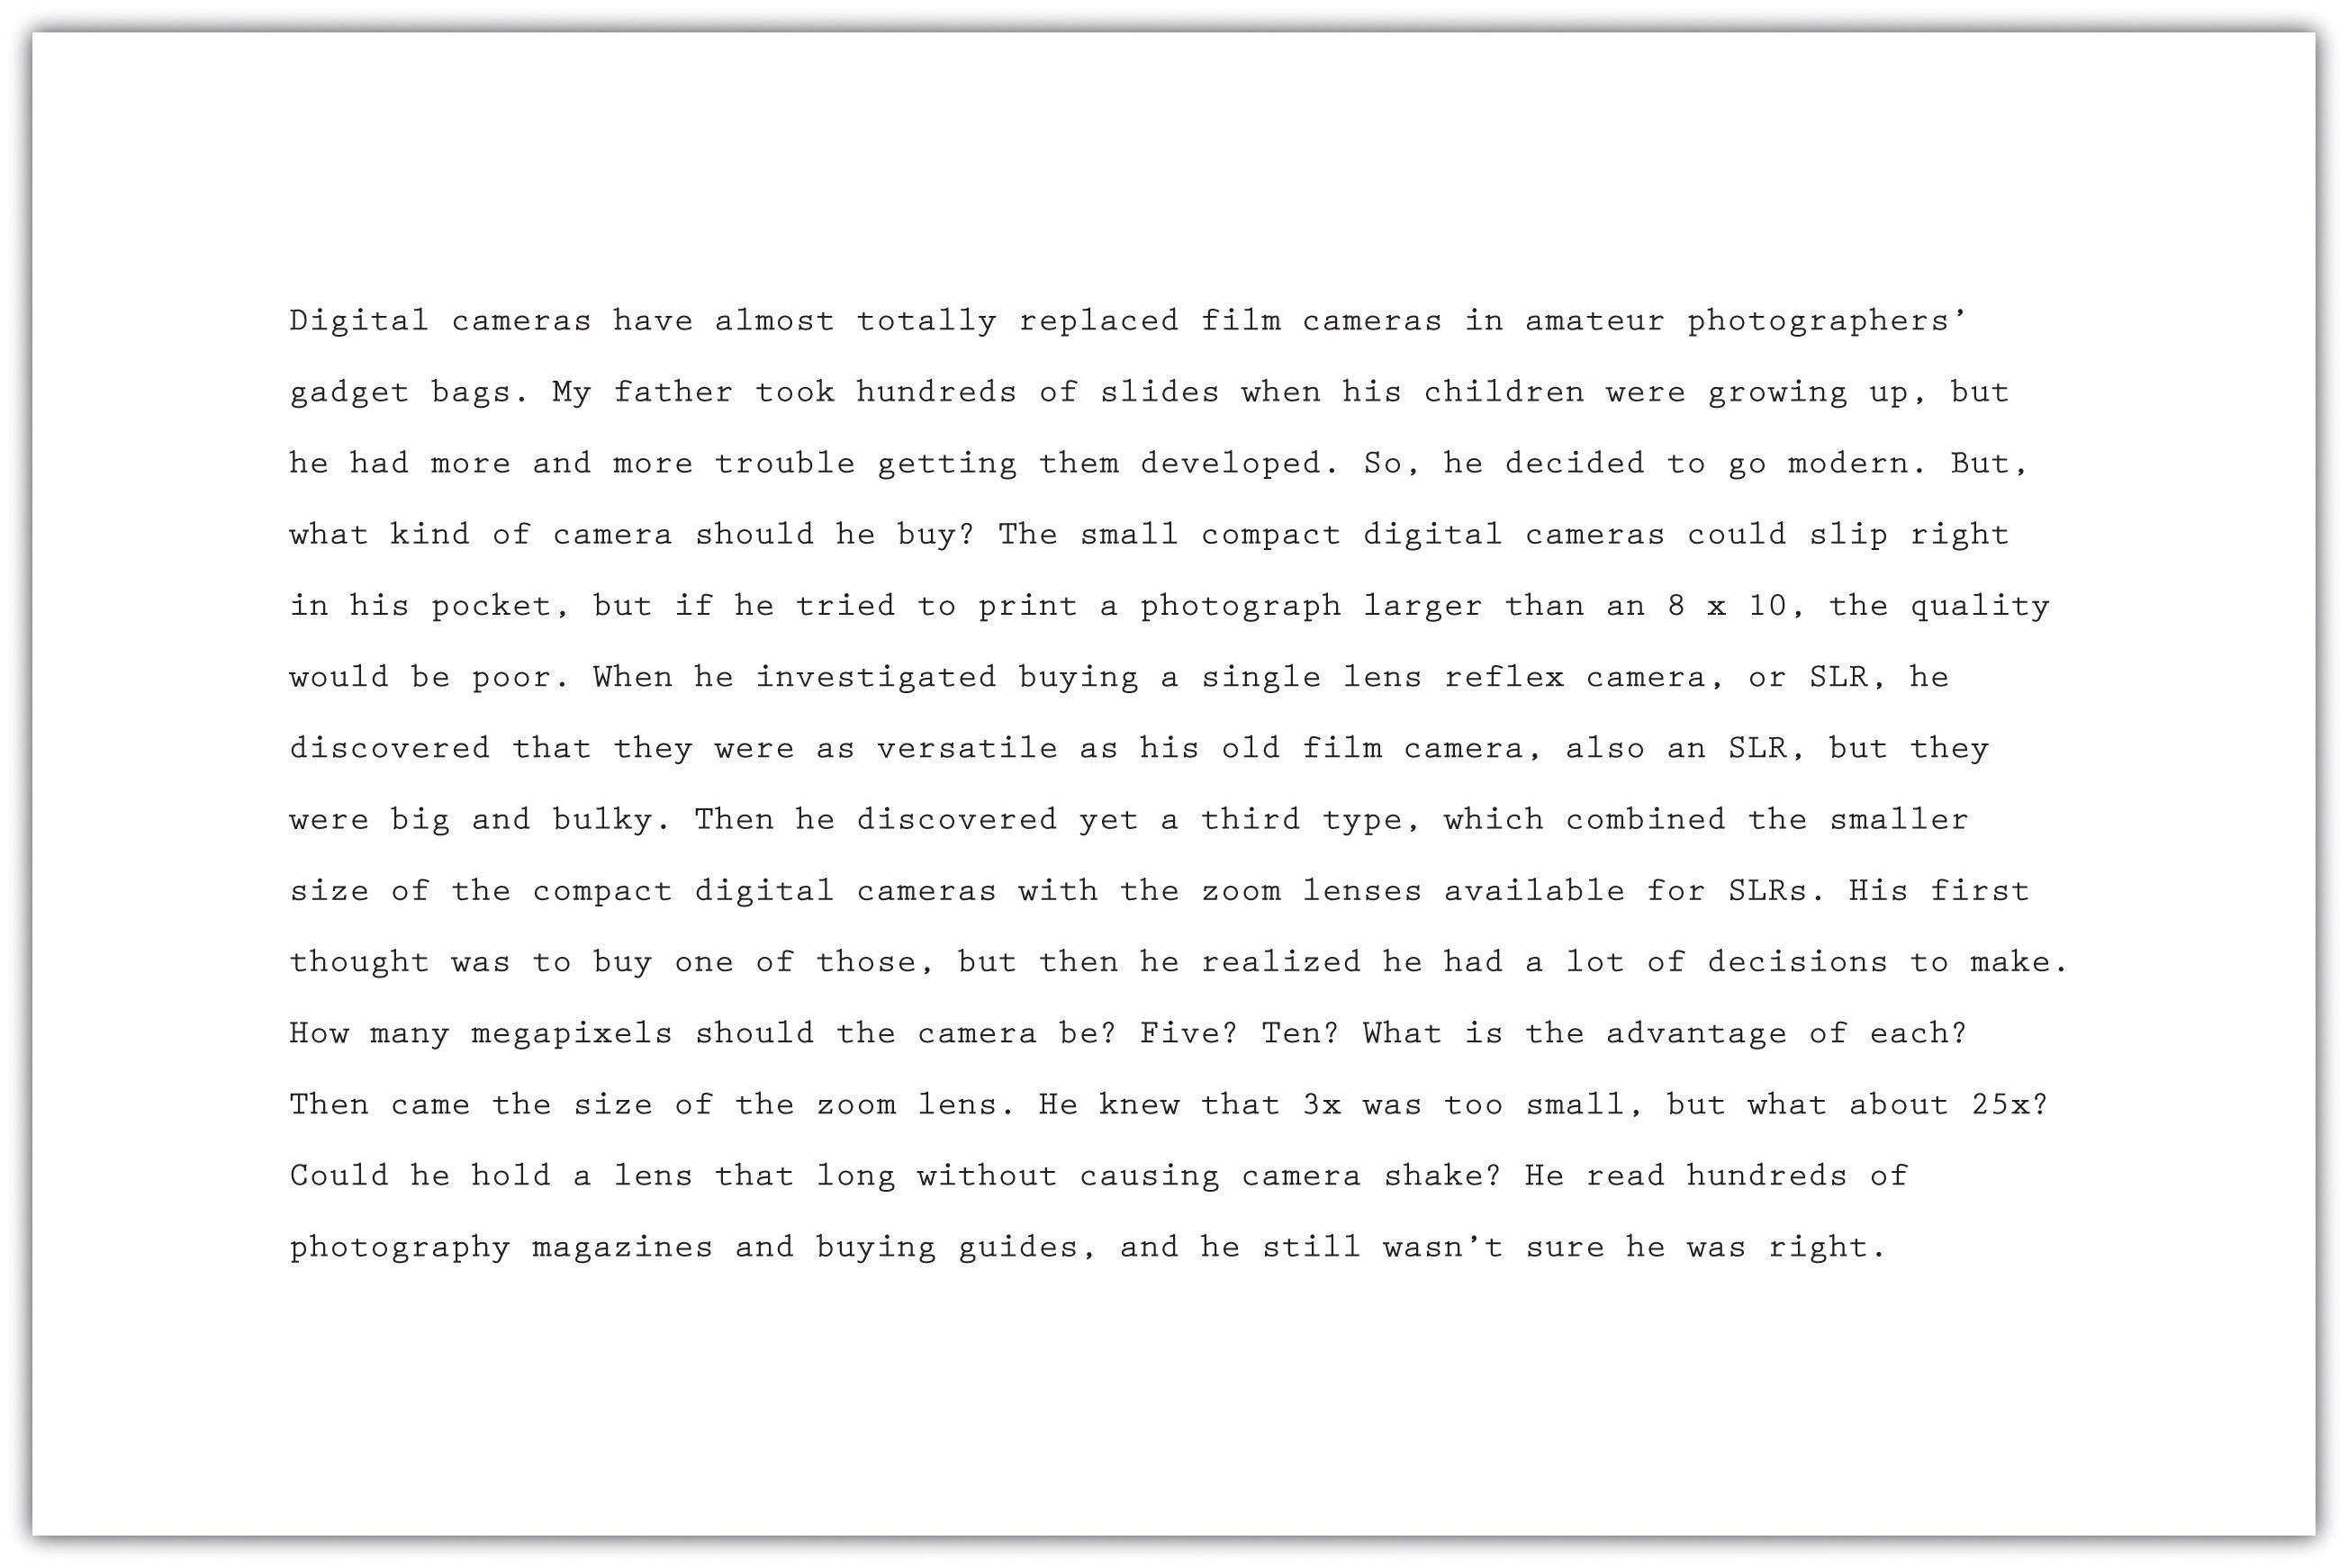 Digital cameras have almost totally replaced film cameras in amateur photographers’
gadget bags. My father took hundreds of slides when his children were growing up, but
he had more and more trouble getting them developed. So, he decided to go modern. But,
what kind of camera should he buy? The small compact digital cameras could slip right
in his pocket, but if he tried to print a photograph larger than an 8 x 10, the quality
would be poor. When he investigated buying a single lens reflex camera, or SLR, he
discovered that they were as versatile as his old film camera, also an SLR, but they
were big and bulky. Then he discovered yet a third type, which combined the smaller
size of the compact digital cameras with the zoom lenses available for SLRs. His first
thought was to buy one of those, but then he realized he had a lot of decisions to make.
How many megapixels should the camera be? Five? Ten? What is the advantage of each?
Then came the size of the zoom lens. He knew that 3x was too small, but what about 25x?
Could he hold a lens that long without causing camera shake? He read hundreds of
photography magazines and buying guides, and he still wasn’t sure he was right.